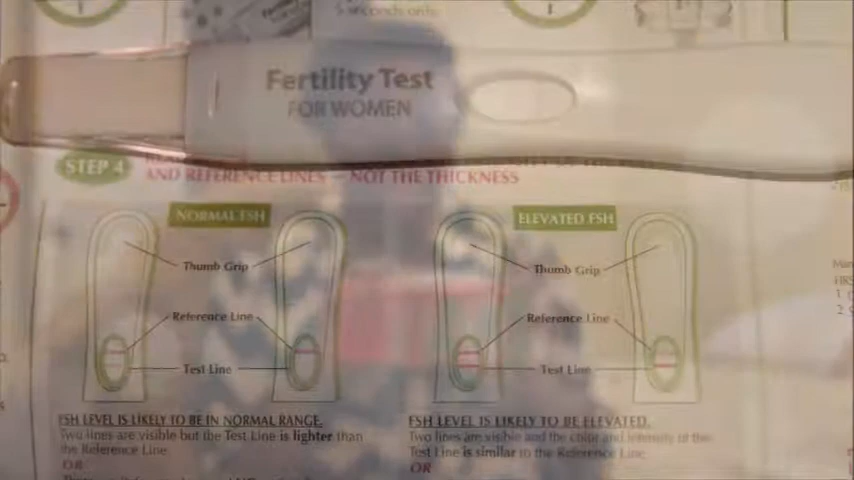 5 seconds only.
Fertility Test
FOR WOMEN
STEP 4
AND REFERENCE LINES — NOT THE THICKNESS
NORMAL FSH
ELEVATED FSH
Thumb Grip
Thumb Grip
Reference Line
Reference Line
Test Line
Test Line
FSH LEVEL IS LIKELY TO BE IN NORMAL RANGE.
Two lines are visible but the Test Line is lighter than
the Reference Line.
OR
FSH LEVEL IS LIKELY TO BE ELEVATED.
Two lines are visible and the color and intensity of the
Test Line is similar to the Reference Line.
OR